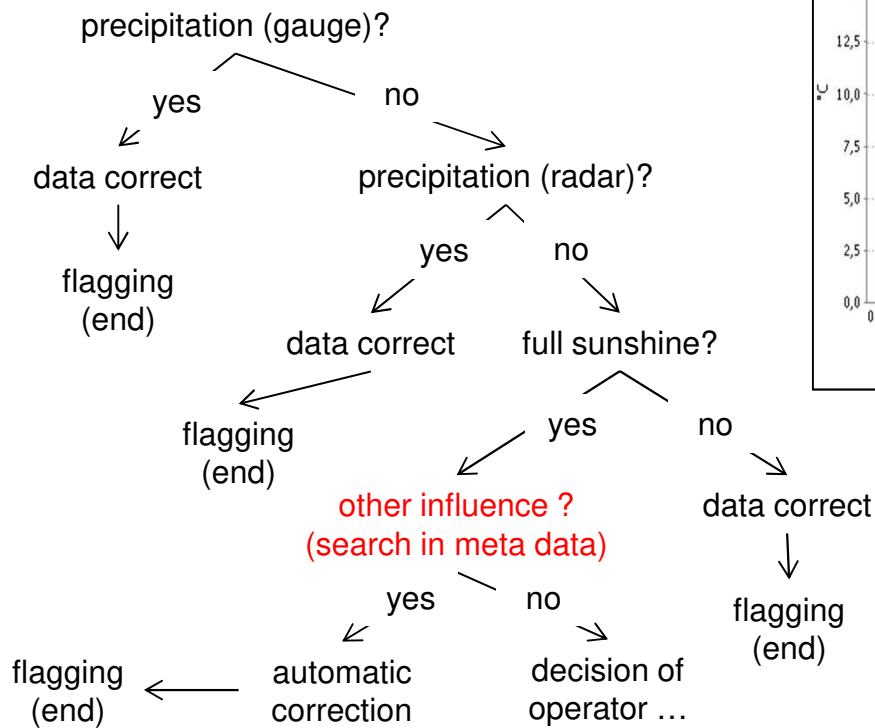 precipitation (gauge)?
yes
no
data correct
precipitation (radar)?
flagging
(end)
yes
no
data correct
full sunshine?
flagging
(end)
yes
no
other influence ?
(search in meta data)
data correct
yes
no
flagging
(end)
flagging
(end)
automatic
correction
decision of
operator …
12,5
°C
10,0
7,5
5,0
2,5
0,0